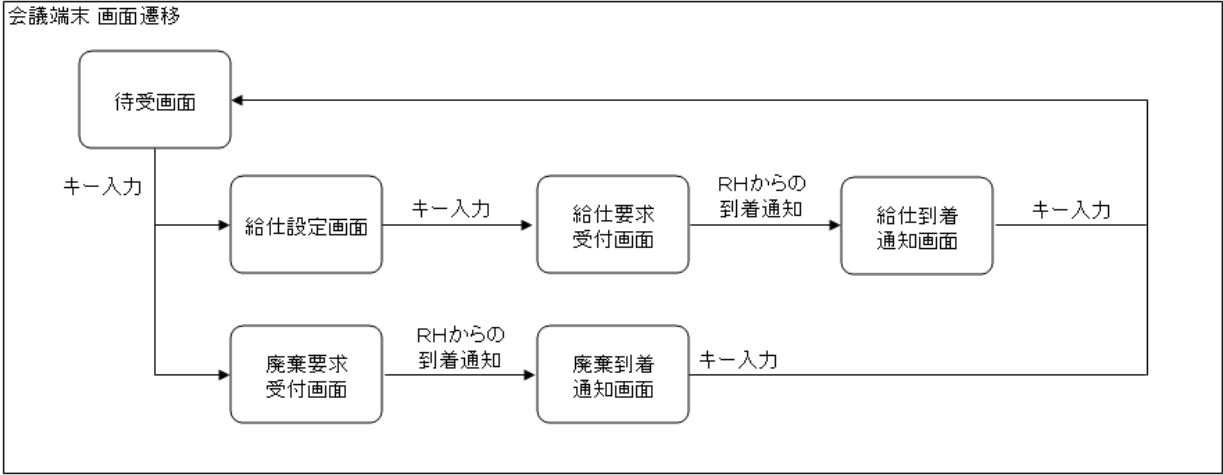 会議端末 画面遷移
待受画面
キー入力
給仕設定画面
キー入力
給仕要求
受付画面
RHからの
到着通知
給仕到着
通知画面
キー入力
廃棄要求
受付画面
RHからの
到着通知
廃棄到着
通知画面
キー入力